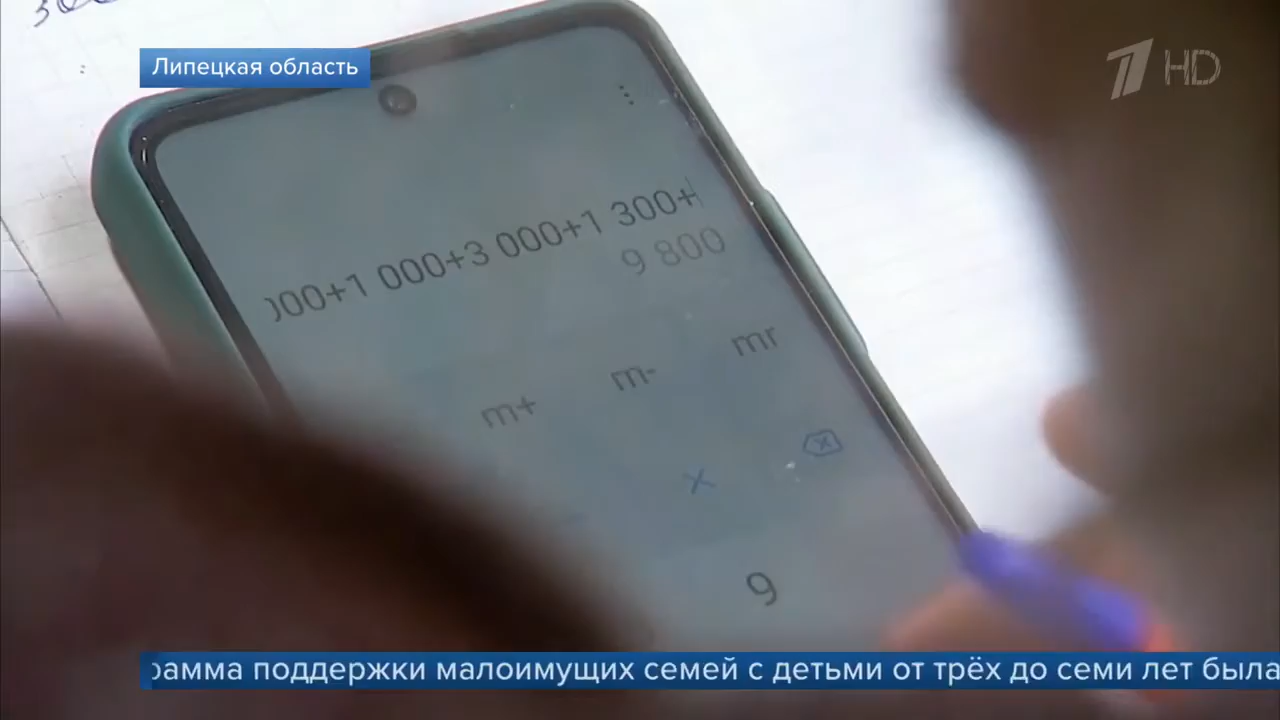 Липецкая область
1 HD
00+1 000+3 000+1 300+
9 800
m+ m- mr
×
9
рамма поддержки малоимущих семей с детьми от трёх до семи лет была